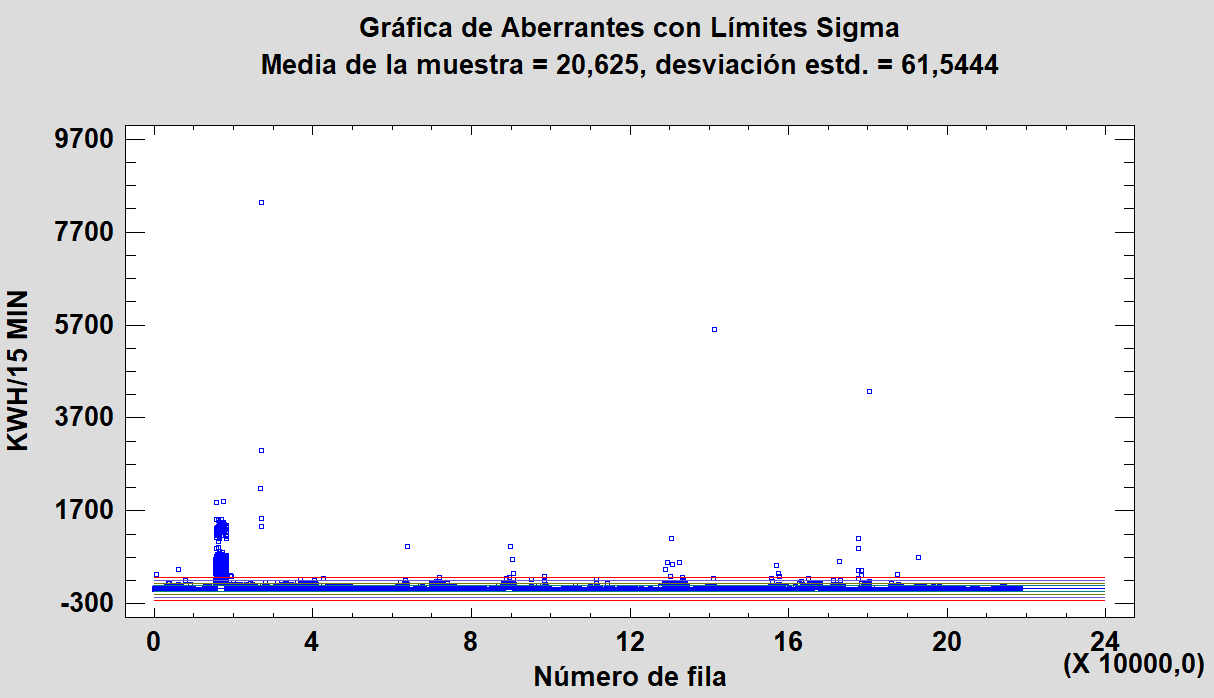 Gráfica de Aberrantes con Límites Sigma
Media de la muestra = 20,625, desviación estd. = 61,5444
KWH/15 MIN
9700
7700
5700
3700
1700
-300
0 4 8 12 16 20 24
(X 10000,0)
Número de fila